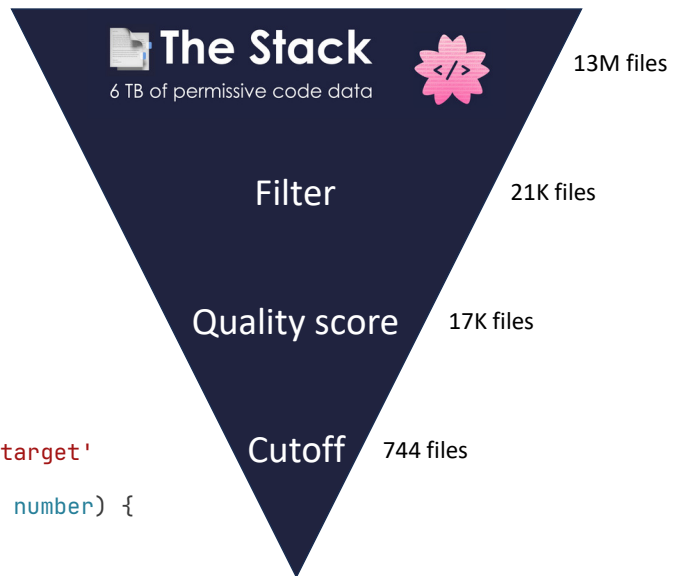 The Stack
6 TB of permissive code data
</>
13M files
Filter
21K files
Quality score
17K files
Cutoff
744 files
target'
number) {